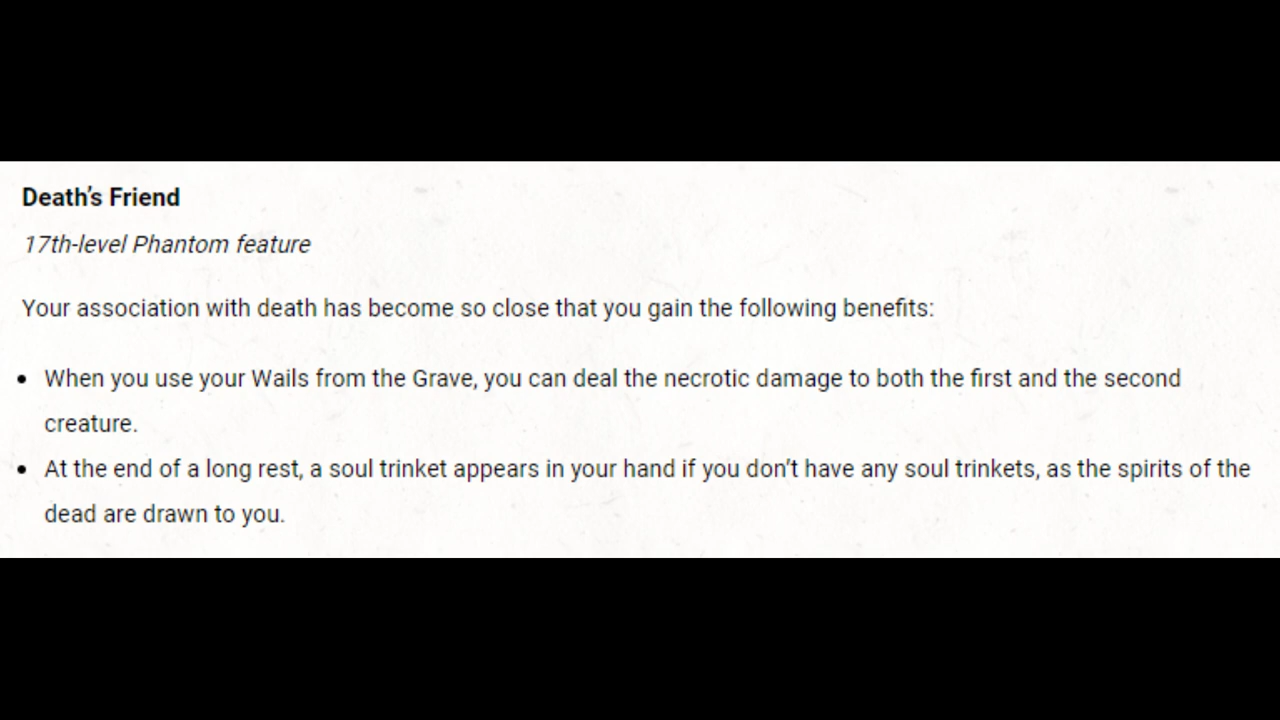 Death's Friend
17th-level Phantom feature
Your association with death has become so close that you gain the following benefits:
• When you use your Wails from the Grave, you can deal the necrotic damage to both the first and the second
creature.
• At the end of a long rest, a soul trinket appears in your hand if you don't have any soul trinkets, as the spirits of the
dead are drawn to you.